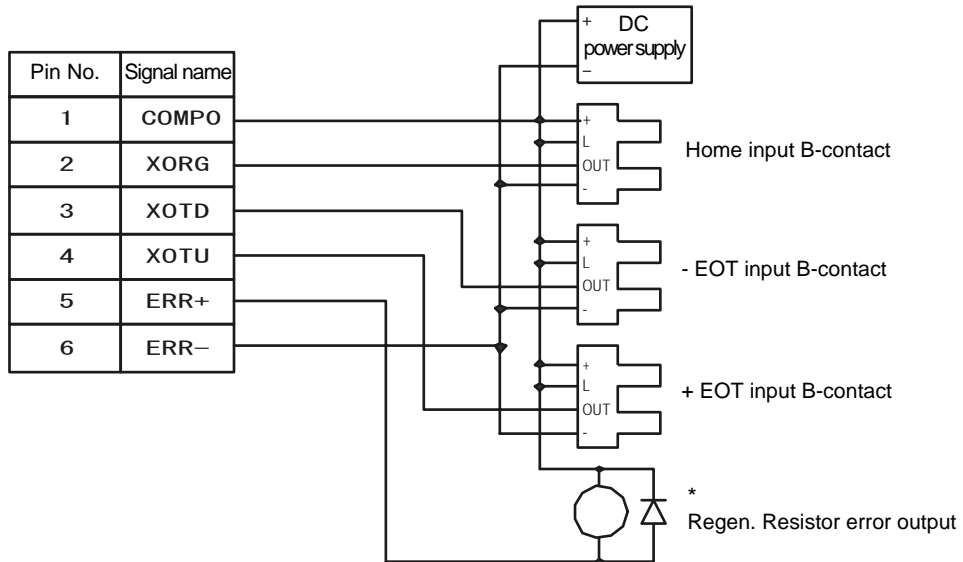 Pin No. Signal name
1 COMPO
2 XORG
3 XOTD
4 XOTU
5 ERR+
6 ERR−
+ DC
power supply
−
+
L
OUT
-
Home input B-contact
+
L
OUT
-
- EOT input B-contact
+
L
OUT
-
+ EOT input B-contact
*
Regen. Resistor error output